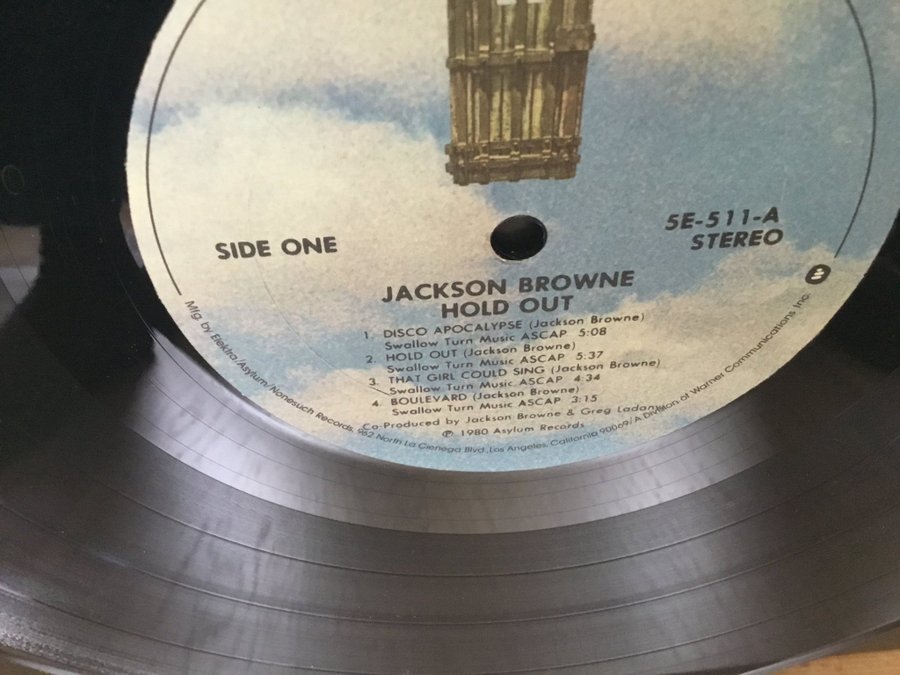 SIDE ONE
5E-511-A
STEREO
JACKSON BROWNE
HOLD OUT
1. DISCO APOCALYPSE (Jackson Browne)
Swallow Turn Music ASCAP 5:08
2. HOLD OUT (Jackson Browne)
Swallow Turn Music ASCAP 5:37
3. THAT GIRL COULD SING (Jackson Browne)
Swallow Turn Music ASCAP 4:34
4. BOULEVARD (Jackson Browne)
Swallow Turn Music ASCAP 3:15
Co-Produced by Jackson Browne & Greg Ladanyi
℗ 1980 Asylum Records
Mfg. by Elektra/Asylum/Nonesuch Records, 962 North La Cienega Blvd., Los Angeles, California 90069/A Division of Warner Communications Inc.